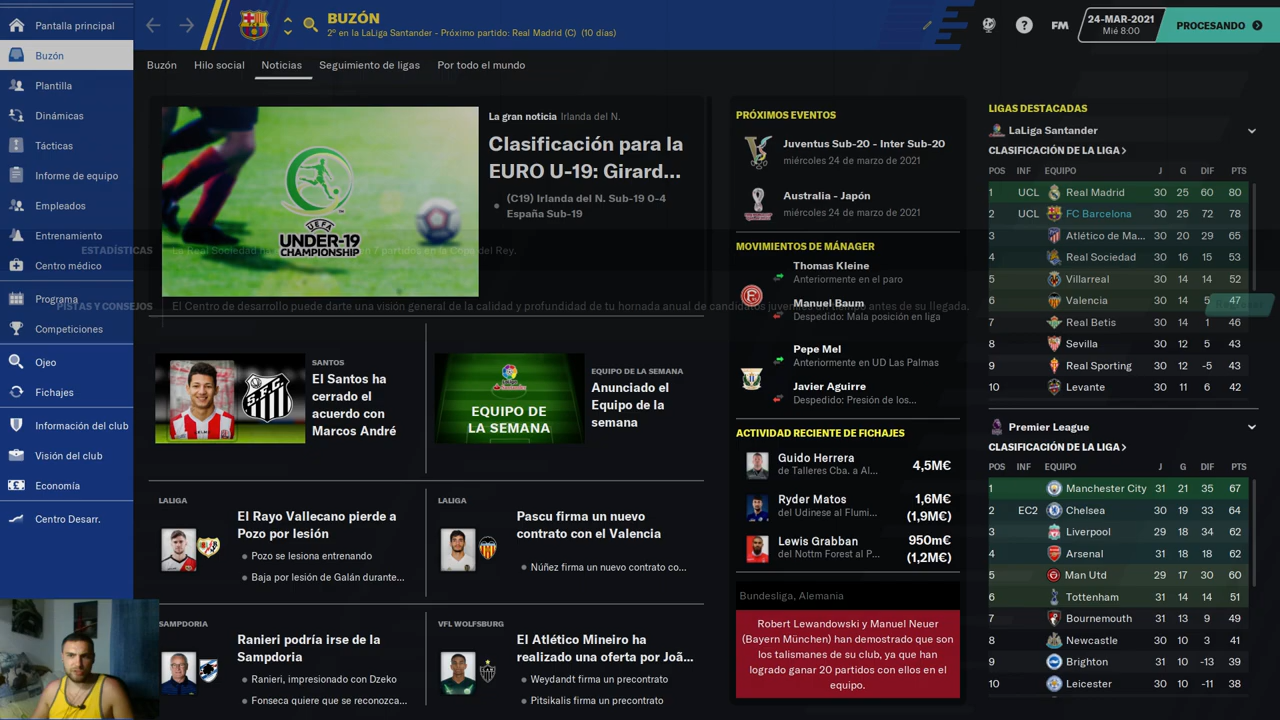 Pantalla principal
Buzón
Plantilla
Dinámicas
Tácticas
Informe de equipo
Empleados
Entrenamiento
Centro médico
Programa
Competiciones
Ojeo
Fichajes
Información del club
Visión del club
Economía
Centro Desarr.
BUZÓN
2º en la LaLiga Santander - Próximo partido: Real Madrid (C) (10 días)
FM
24-MAR-2021
Mié 8:00
PROCESANDO
Buzón Hilo social Noticias Seguimiento de ligas Por todo el mundo
UEFA
UNDER-19
CHAMPIONSHIP
La gran noticia Irlanda del N.
Clasificación para la
EURO U-19: Girard...
(C19) Irlanda del N. Sub-19 0-4
España Sub-19
ESTADÍSTICAS
PISTAS Y CONSEJOS
El Centro de desarrollo puede darte una visión general de la calidad y profundidad de tu hornada anual de candidatos antes de su llegada.
SANTOS
El Santos ha
cerrado el
acuerdo con
Marcos André
EQUIPO DE
LA SEMANA
EQUIPO DE LA SEMANA
Anunciado el
Equipo de la
semana
LALIGA
El Rayo Vallecano pierde a
Pozo por lesión
Pozo se lesiona entrenando
Baja por lesión de Galán durante...
LALIGA
Pascu firma un nuevo
contrato con el Valencia
Núñez firma un nuevo contrato co...
SAMPDORIA
Ranieri podría irse de la
Sampdoria
Ranieri, impresionado con Dzeko
Fonseca quiere que se reconozca...
VFL WOLFSBURG
El Atlético Mineiro ha
realizado una oferta por Joã...
Weydandt firma un precontrato
Pitsikalis firma un precontrato
PRÓXIMOS EVENTOS
Juventus Sub-20 - Inter Sub-20
miércoles 24 de marzo de 2021
Australia - Japón
miércoles 24 de marzo de 2021
MOVIMIENTOS DE MÁNAGER
Thomas Kleine
Anteriormente en el paro
Manuel Baum
Despedido: Mala posición en liga
Pepe Mel
Anteriormente en UD Las Palmas
Javier Aguirre
Despedido: Presión de los...
ACTIVIDAD RECIENTE DE FICHAJES
Guido Herrera
de Talleres Cba. a Al...
4,5M€
Ryder Matos
del Udinese al Flumi...
1,6M€
(1,9M€)
Lewis Grabban
del Nottm Forest al P...
950m€
(1,2M€)
Bundesliga, Alemania
Robert Lewandowski y Manuel Neuer
(Bayern München) han demostrado que son
los talismanes de su club, ya que han
logrado ganar 20 partidos con ellos en el
equipo.
LIGAS DESTACADAS
LaLiga Santander
CLASIFICACIÓN DE LA LIGA
POS INF EQUIPO J G DIF PTS
1 UCL Real Madrid 30 25 60 80
2 UCL FC Barcelona 30 25 72 78
3 Atlético de Ma... 30 20 29 65
4 Real Sociedad 30 16 15 53
5 Villarreal 30 14 14 52
6 Valencia 30 14 5 47
7 Real Betis 30 14 1 46
8 Sevilla 30 12 5 43
9 Real Sporting 30 12 -5 43
10 Levante 30 11 6 42
Premier League
CLASIFICACIÓN DE LA LIGA
POS INF EQUIPO J G DIF PTS
1 Manchester City 31 21 35 67
2 EC2 Chelsea 30 19 33 64
3 Liverpool 29 18 34 62
4 Arsenal 31 18 18 62
5 Man Utd 29 17 30 60
6 Tottenham 31 14 14 51
7 Bournemouth 31 13 9 49
8 Newcastle 30 10 3 41
9 Brighton 31 10 -13 39
10 Leicester 30 10 -11 38